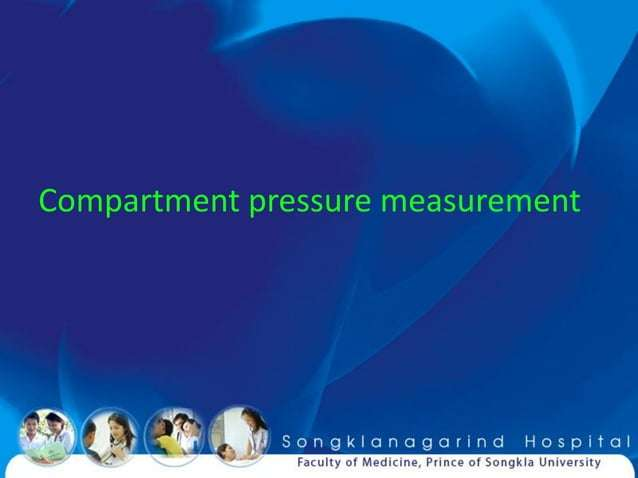 Compartment pressure measurement
Songklanagarind Hospital
Faculty of Medicine, Prince of Songkla University